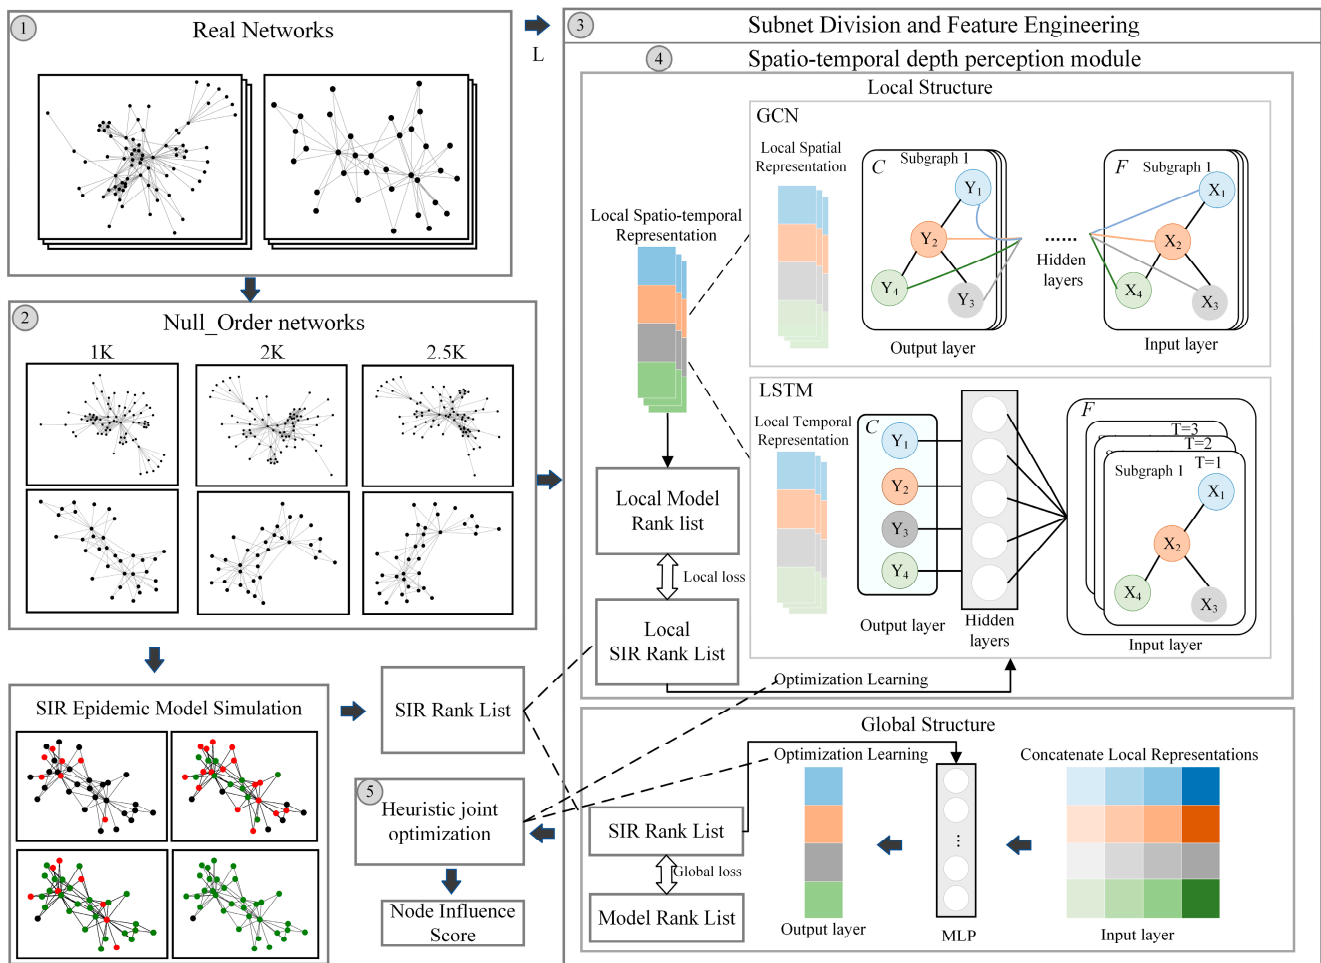 1
Real Networks
L
2
Null_Order networks
1K 2K 2.5K
SIR Epidemic Model Simulation
SIR Rank List
5
Heuristic joint
optimization
Node Influence
Score
3
Subnet Division and Feature Engineering
4
Spatio-temporal depth perception module
Local Structure
Local Spatio-temporal
Representation
Local Model
Rank list
Local loss
Local
SIR Rank List
GCN
Local Spatial
Representation
C
Subgraph 1
Y1
Y2
Y4
Y3
Output layer
......
Hidden
layers
F
Subgraph 1
X1
X2
X4
X3
Input layer
LSTM
Local Temporal
Representation
C
Y1
Y2
Y3
Y4
Output layer
Hidden
layers
F
T=3
T=2
T=1
Subgraph 1
X1
X2
X4
X3
Input layer
Optimization Learning
Global Structure
Optimization Learning
Concatenate Local Representations
SIR Rank List
Global loss
Model Rank List
Output layer
...
MLP
Input layer